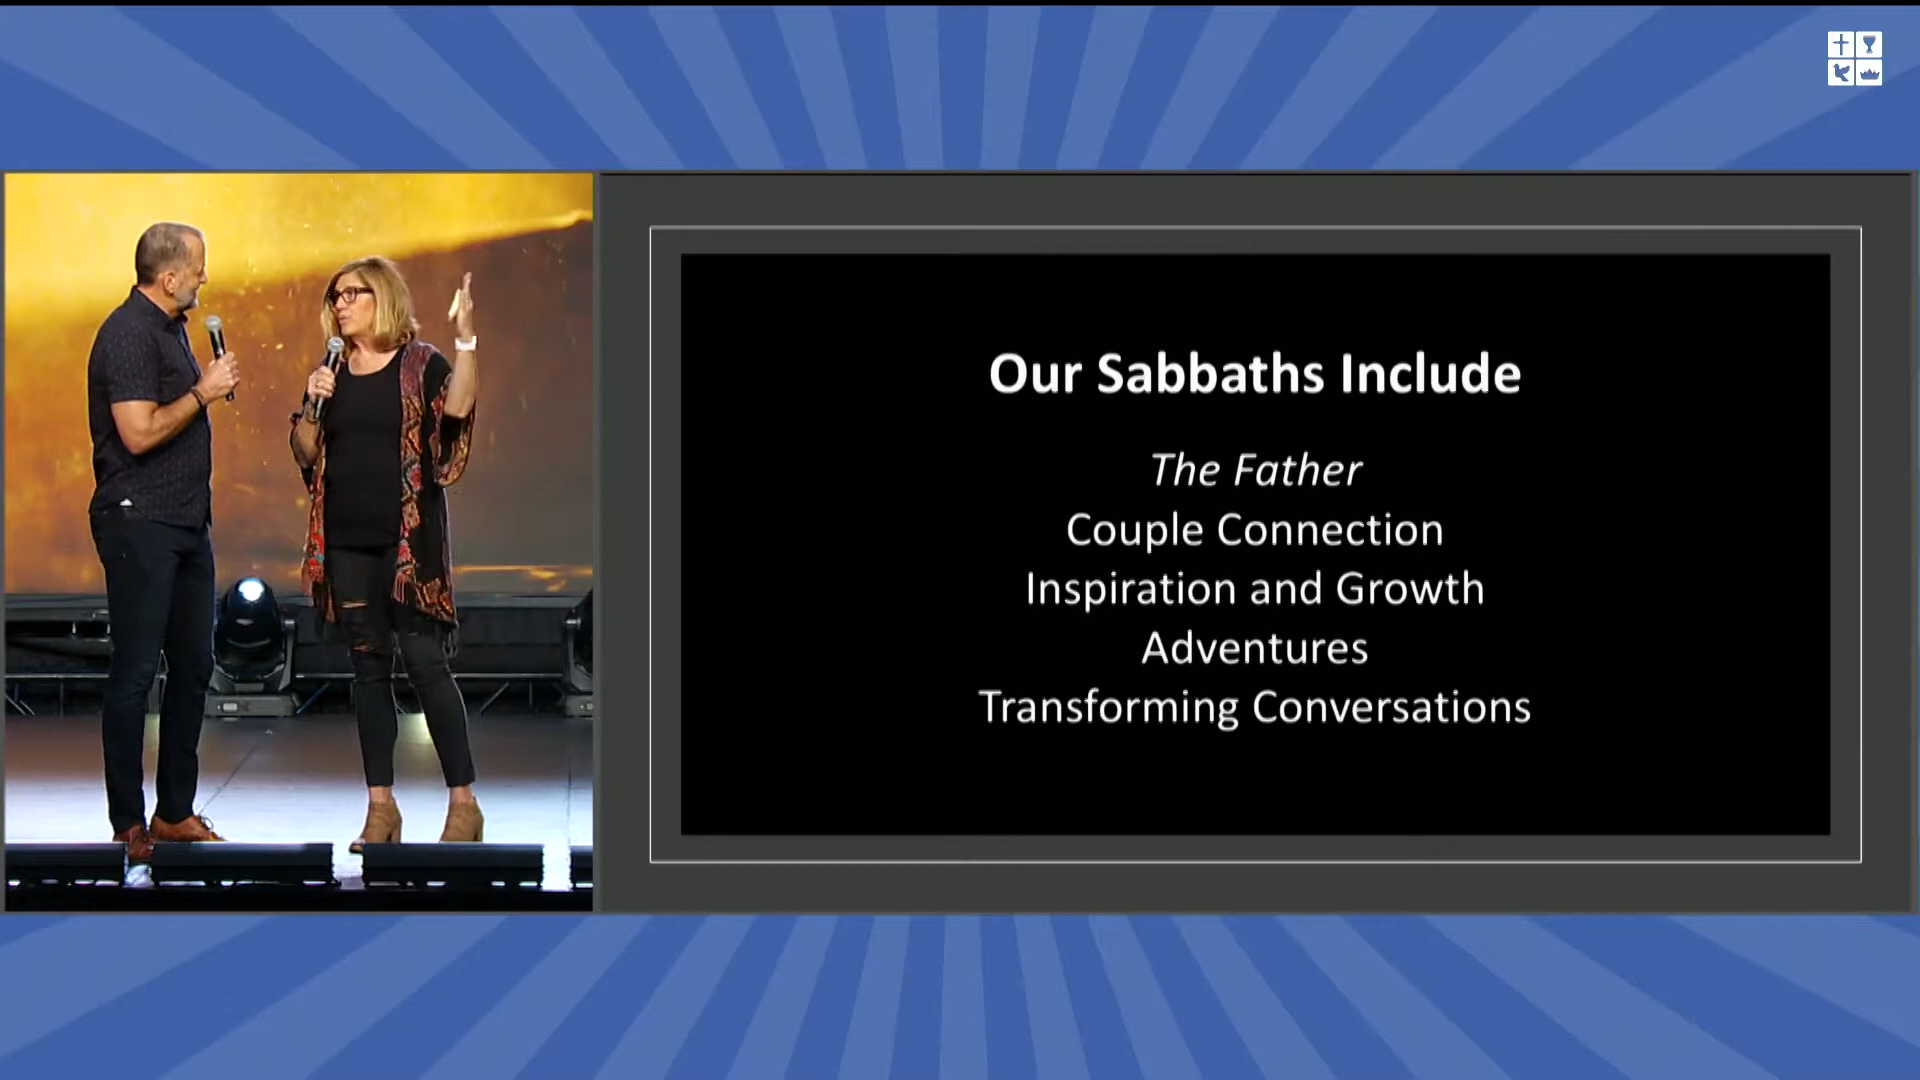 Our Sabbaths Include
The Father
Couple Connection
Inspiration and Growth
Adventures
Transforming Conversations